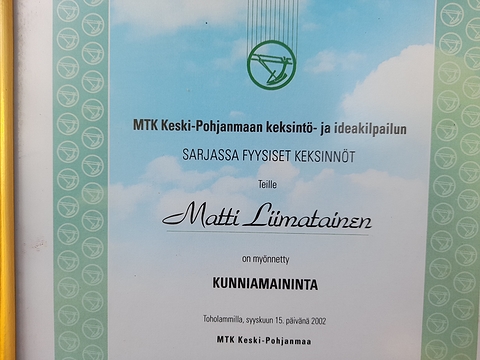 MTK Keski-Pohjanmaan keksintö- ja ideakilpailun
SARJASSA FYYSISET KEKSINNÖT
Teille
Matti Liimatainen
on myönnetty
KUNNIAMAININTA
Toholammilla, syyskuun 15. päivänä 2002
MTK Keski-Pohjanmaa